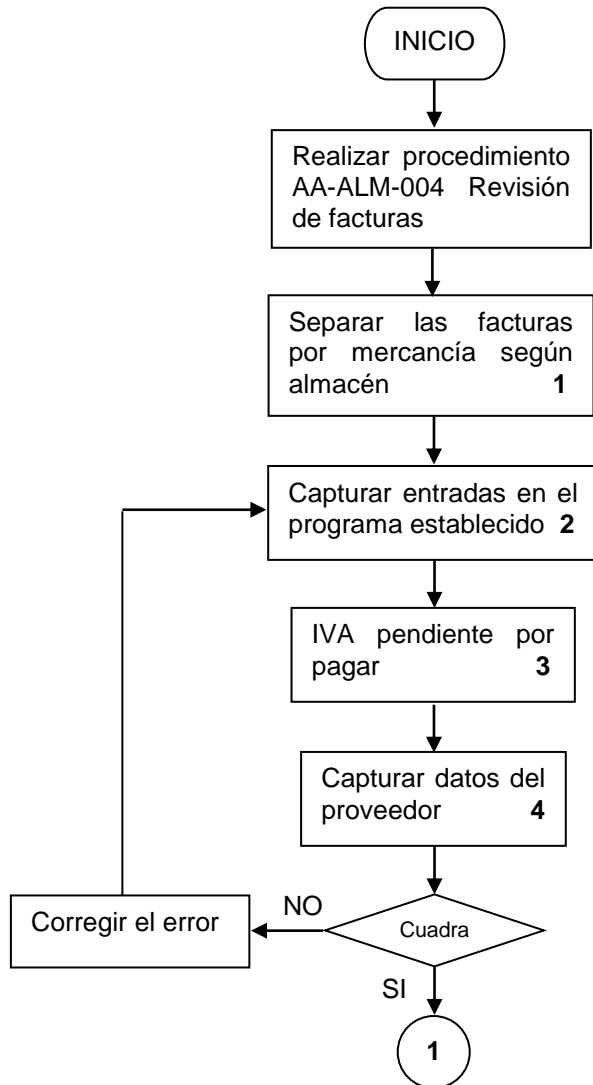 INICIO
Realizar procedimiento
AA-ALM-004 Revisión
de facturas
Separar las facturas
por mercancía según
almacén 1
Capturar entradas en el
programa establecido 2
IVA pendiente por
pagar 3
Capturar datos del
proveedor 4
Cuadra
NO
Corregir el error
SI
1